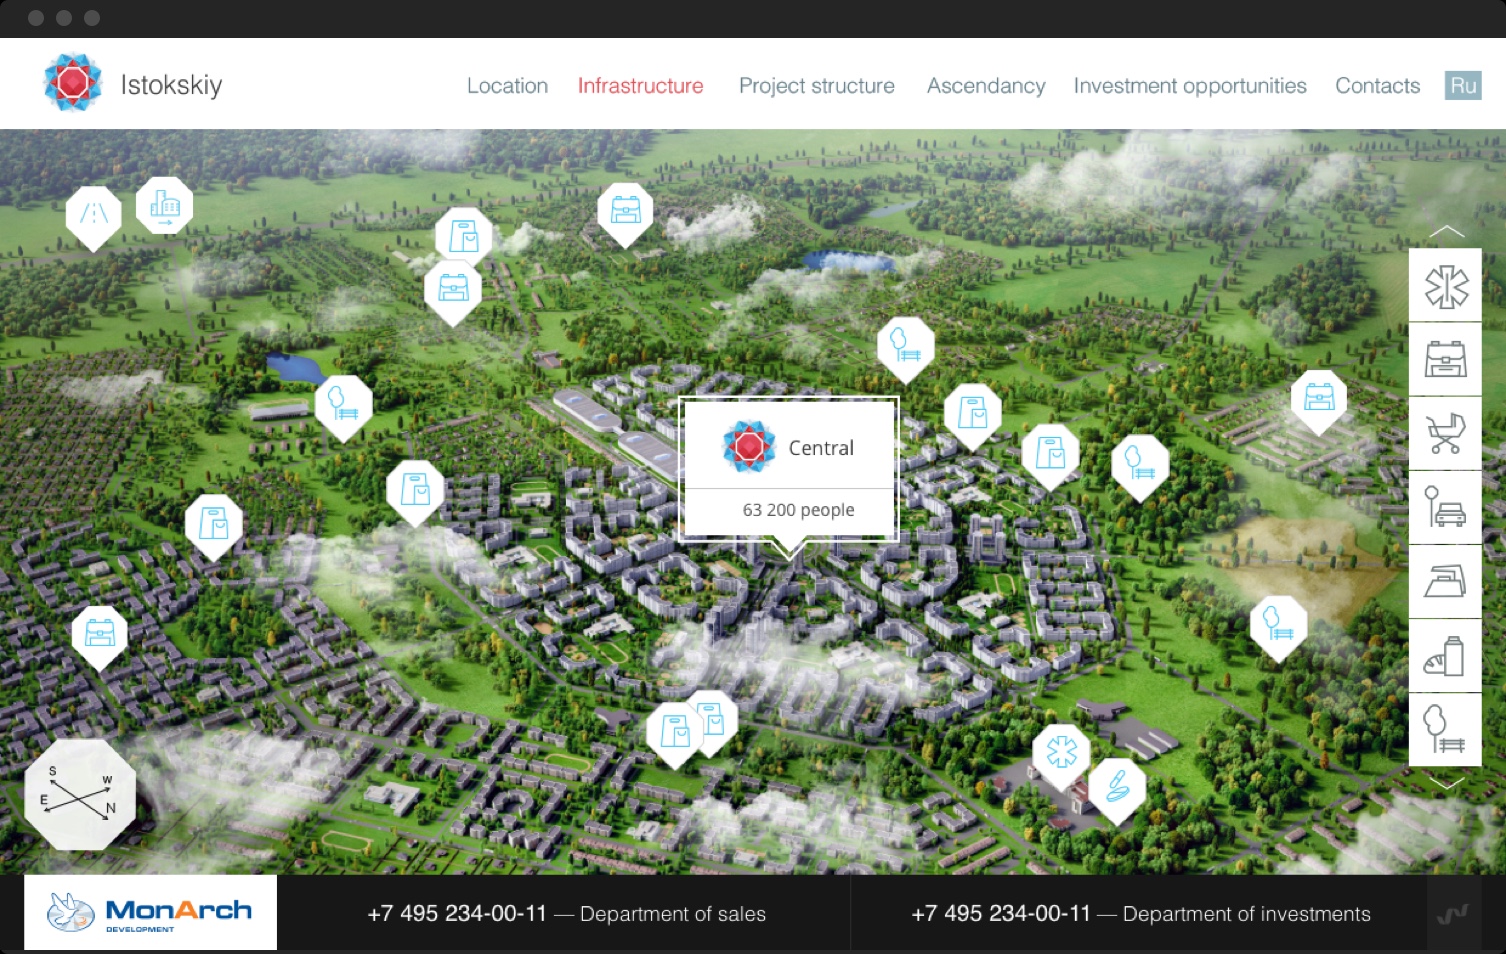 Istokskiy
Location Infrastructure Project structure Ascendancy Investment opportunities Contacts Ru
Central
63 200 people
S
W
E
N
MonArch
DEVELOPMENT
+7 495 234-00-11 — Department of sales
+7 495 234-00-11 — Department of investments